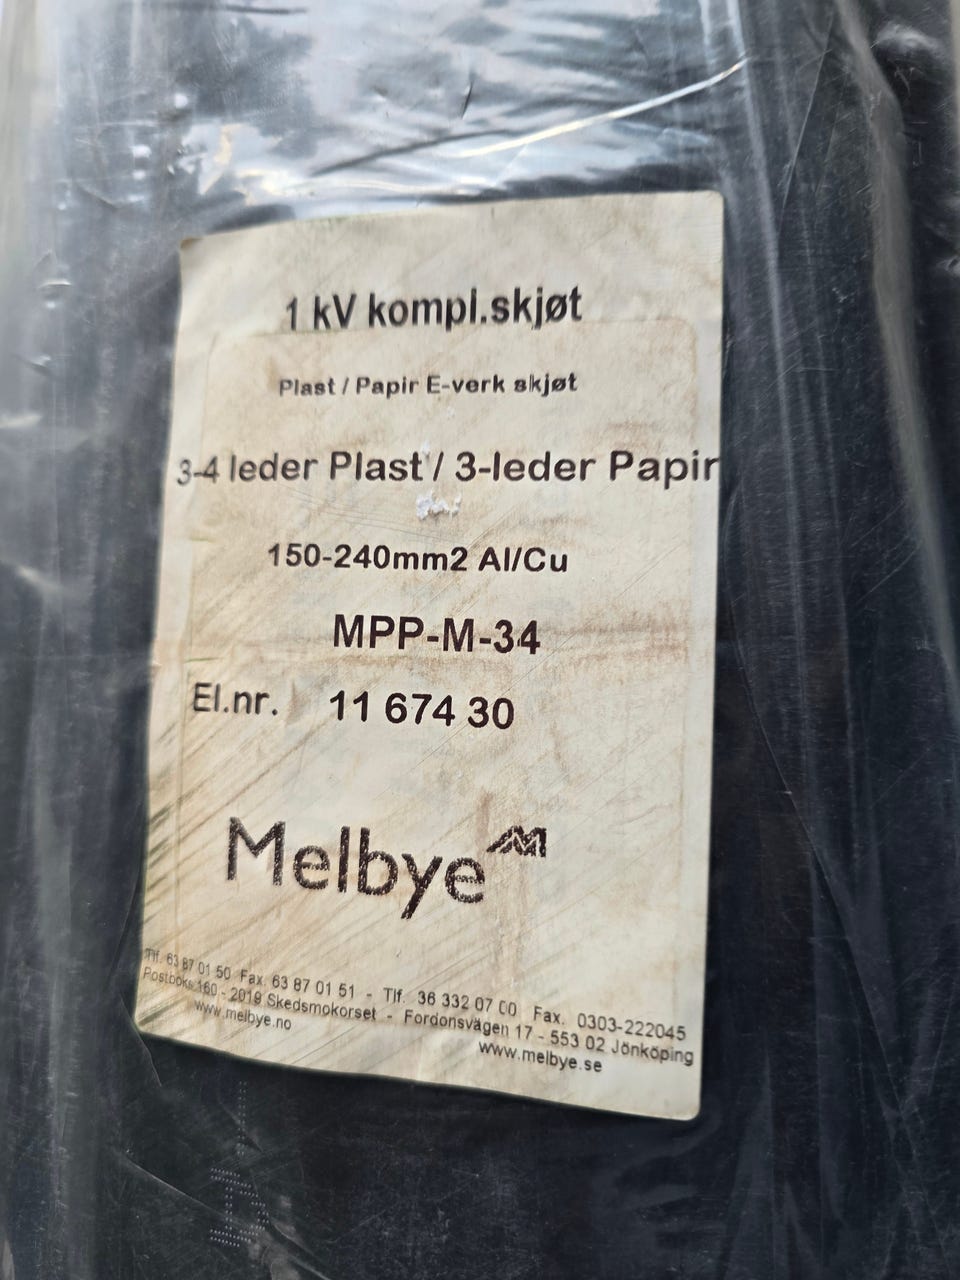 1 kV kompl.skjøt
Plast / Papir E-verk skjøt
3-4 leder Plast / 3-leder Papir
150-240mm2 Al/Cu
MPP-M-34
El.nr. 11 674 30
Melbye
Tlf. 63 87 01 50 Fax. 63 87 01 51 - Tlf. 36 332 07 00 Fax. 0303-222045
Postboks 160 - 2019 Skedsmokorset - Fordonsvägen 17 - 553 02 Jönköping
www.melbye.no www.melbye.se